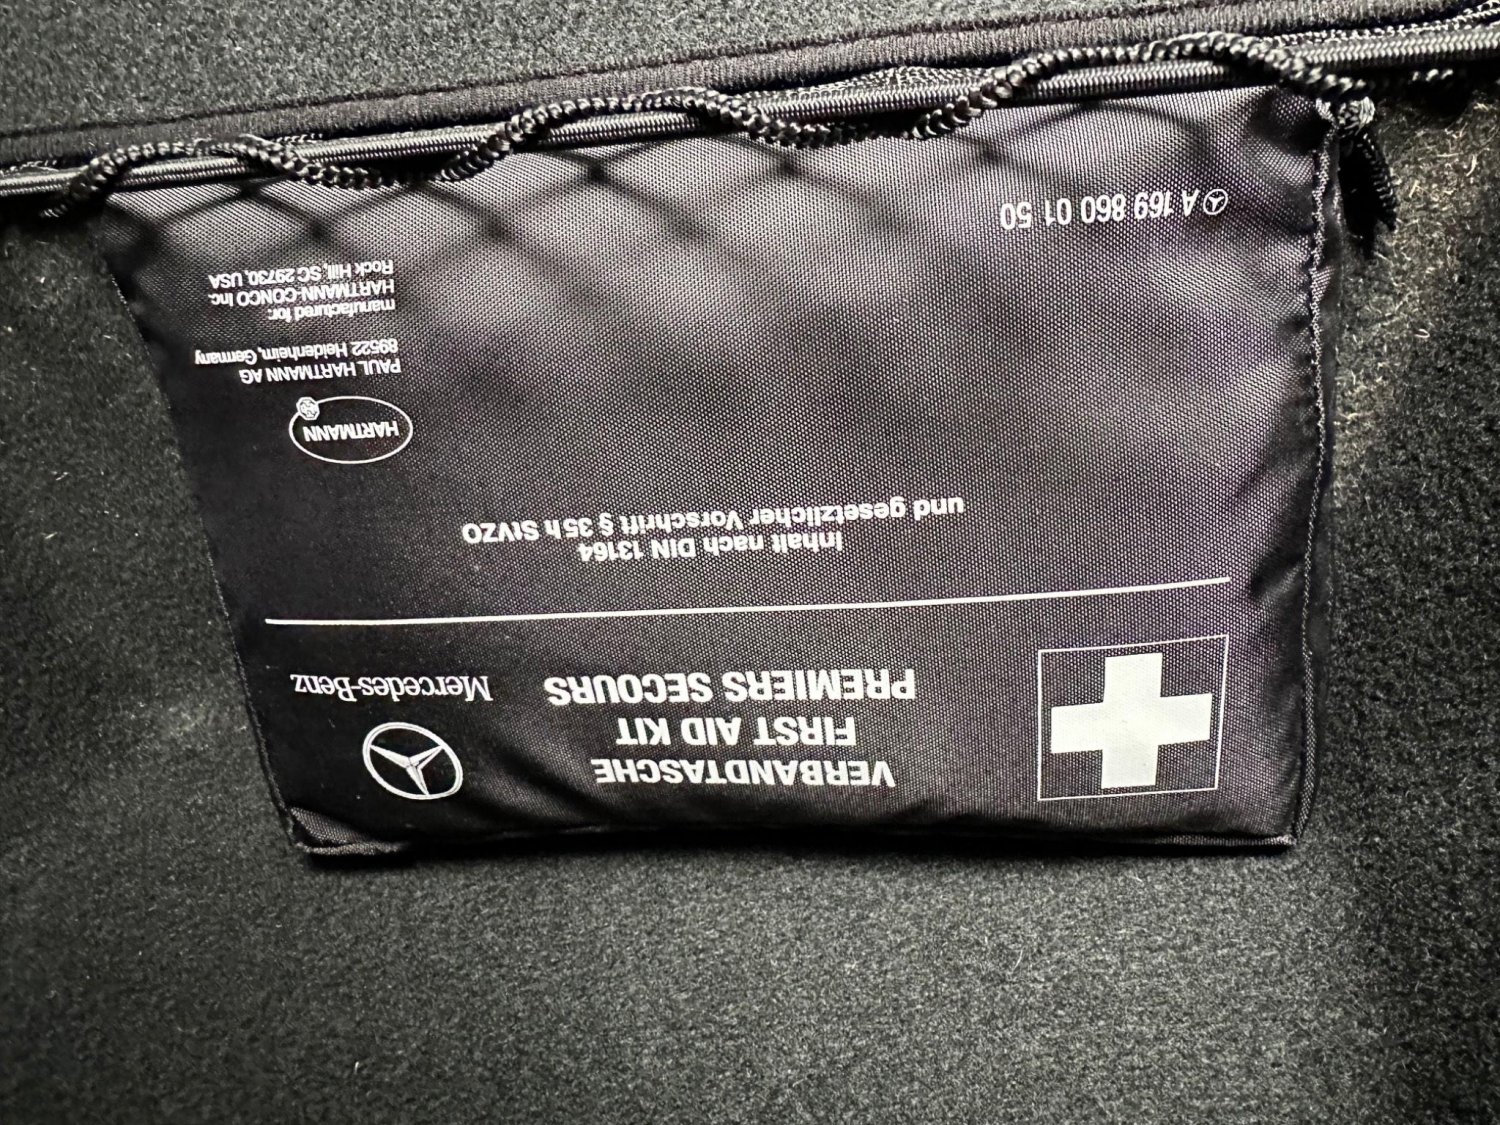 VERBANDTASCHE
FIRST AID KIT
PREMIERS SECOURS
Mercedes-Benz
Inhalt nach DIN 13164
und gesetzlicher Vorschrift § 35h StVZO
HARTMANN
PAUL HARTMANN AG
89522 Heidenheim, Germany
manufactured for:
HARTMANN-CONCO Inc.
Rock Hill, SC 29730, USA
A 169 860 01 50